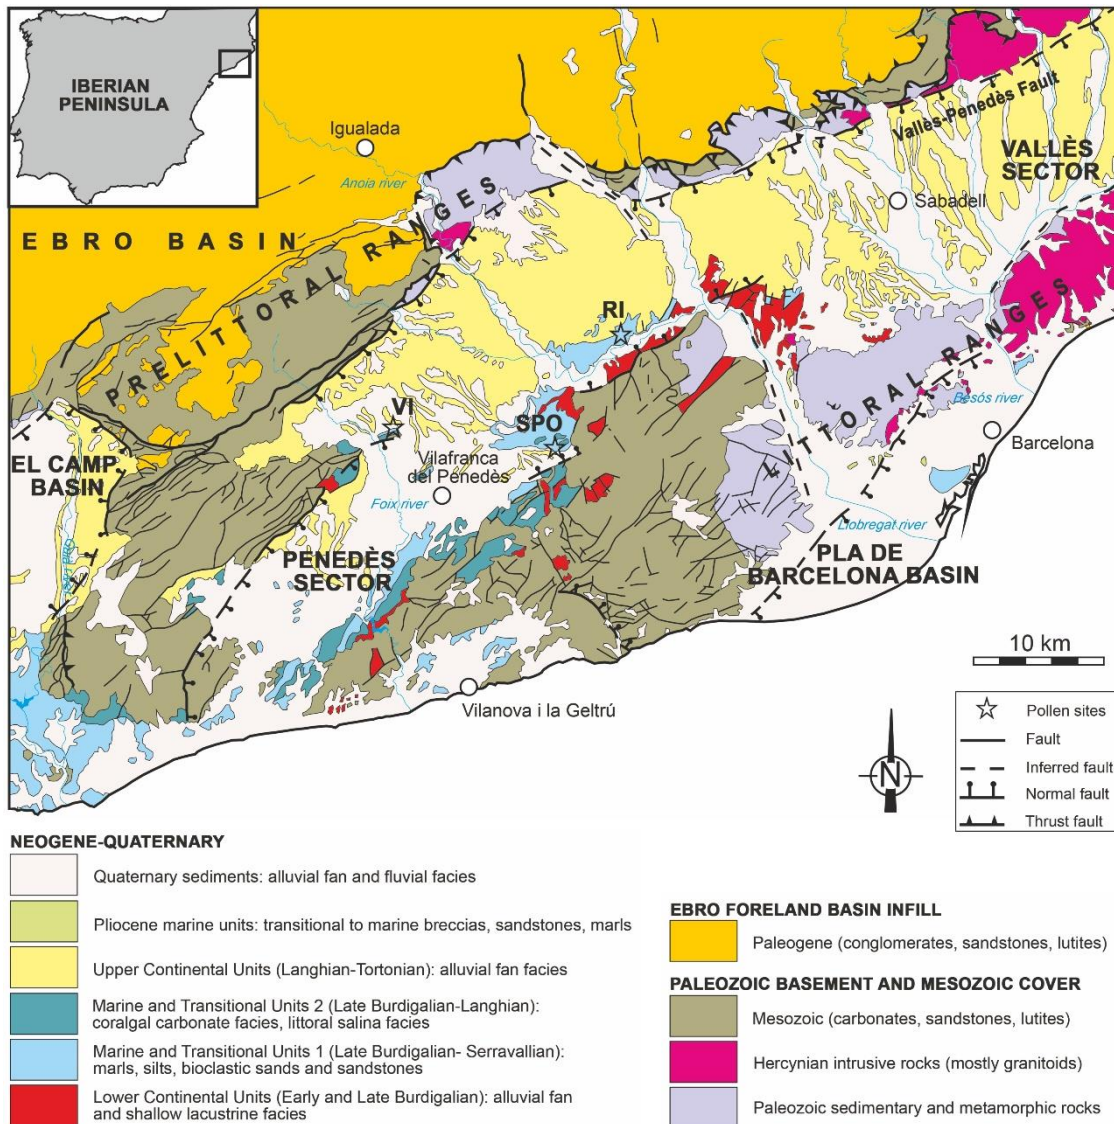 IBERIAN
PENINSULA
Igualada
Anoia river
EBRO BASIN
PRELITTORAL RANGES
Vallès-Penedès Fault
VALLÈS
SECTOR
Sabadell
RI
VI
SPO
LITTORAL RANGES
Besós river
Barcelona
EL CAMP
BASIN
Vilafranca
del Penedès
Foix river
Llobregat river
PENEDÈS
SECTOR
PLA DE
BARCELONA BASIN
Vilanova i la Geltrú
10 km
N
Pollen sites
Fault
Inferred fault
Normal fault
Thrust fault
NEOGENE-QUATERNARY
Quaternary sediments: alluvial fan and fluvial facies
Pliocene marine units: transitional to marine breccias, sandstones, marls
Upper Continental Units (Langhian-Tortonian): alluvial fan facies
Marine and Transitional Units 2 (Late Burdigalian-Langhian):
coralgal carbonate facies, littoral salina facies
Marine and Transitional Units 1 (Late Burdigalian- Serravallian):
marls, silts, bioclastic sands and sandstones
Lower Continental Units (Early and Late Burdigalian): alluvial fan
and shallow lacustrine facies
EBRO FORELAND BASIN INFILL
Paleogene (conglomerates, sandstones, lutites)
PALEOZOIC BASEMENT AND MESOZOIC COVER
Mesozoic (carbonates, sandstones, lutites)
Hercynian intrusive rocks (mostly granitoids)
Paleozoic sedimentary and metamorphic rocks